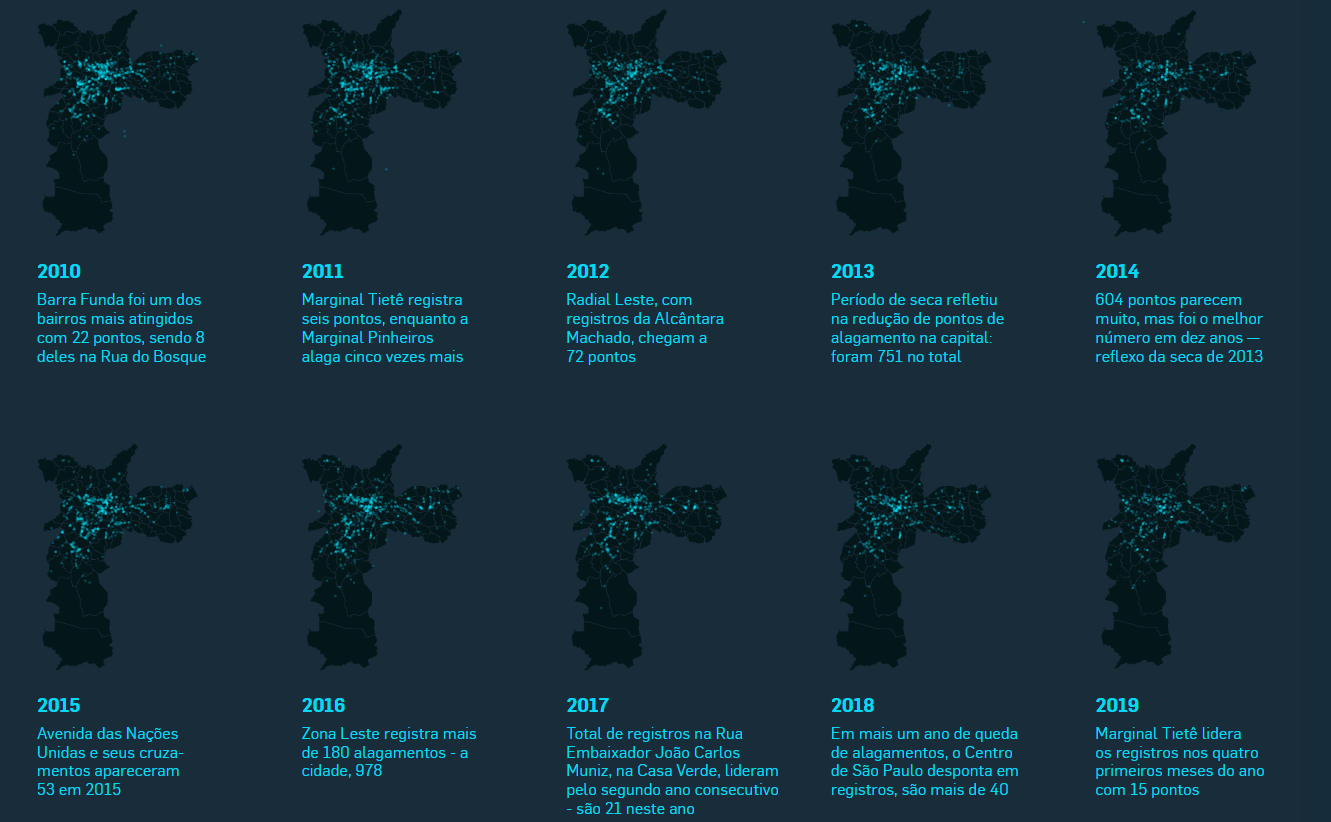 2010
Barra Funda foi um dos
bairros mais atingidos
com 22 pontos, sendo 8
deles na Rua do Bosque
2011
Marginal Tietê registra
seis pontos, enquanto a
Marginal Pinheiros
alaga cinco vezes mais
2012
Radial Leste, com
registros da Alcântara
Machado, chegam a
72 pontos
2013
Período de seca refletiu
na redução de pontos de
alagamento na capital:
foram 751 no total
2014
604 pontos parecem
muito, mas foi o melhor
número em dez anos —
reflexo da seca de 2013
2015
Avenida das Nações
Unidas e seus cruza-
mentos apareceram
53 em 2015
2016
Zona Leste registra mais
de 180 alagamentos - a
cidade, 978
2017
Total de registros na Rua
Embaixador João Carlos
Muniz, na Casa Verde, lideram
pelo segundo ano consecutivo
- são 21 neste ano
2018
Em mais um ano de queda
de alagamentos, o Centro
de São Paulo desponta em
registros, são mais de 40
2019
Marginal Tietê lidera
os registros nos quatro
primeiros meses do ano
com 15 pontos